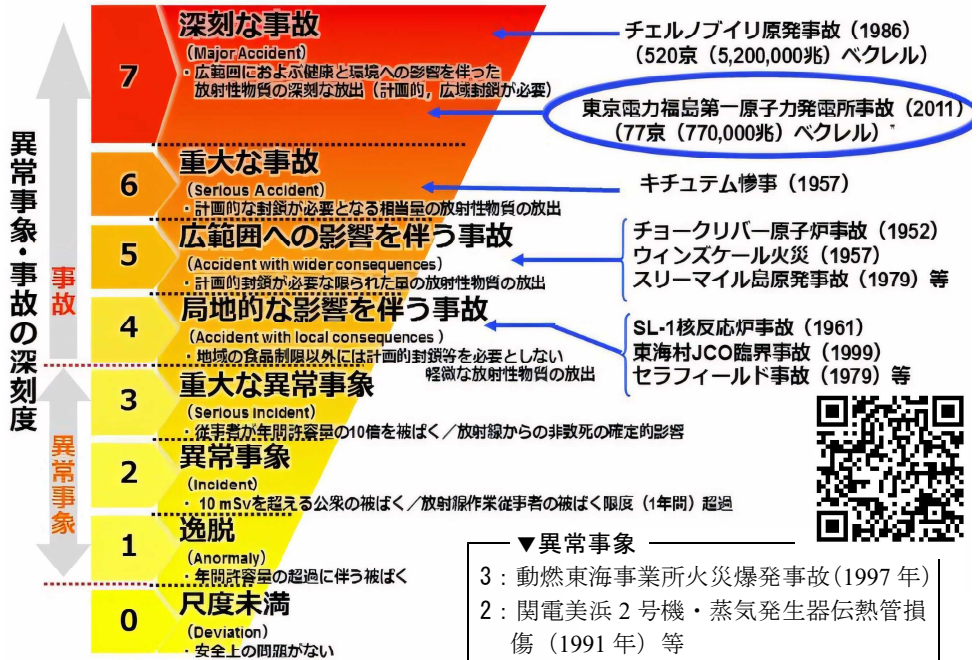 異常事象・事故の深刻度
事故
異常事象
7
深刻な事故
(Major Accident)
・広範囲におよぶ健康と環境への影響を伴った
放射性物質の深刻な放出（計画的，広域封鎖が必要）
チェルノブイリ原発事故（1986）
（520京（5,200,000兆）ベクレル）
東京電力福島第一原子力発電所事故（2011）
（77京（770,000兆）ベクレル）*
6
重大な事故
(Serious Accident)
・計画的な封鎖が必要となる相当量の放射性物質の放出
キチュテム惨事（1957）
5
広範囲への影響を伴う事故
(Accident with wider consequences)
・計画的封鎖が必要な限られた量の放射性物質の放出
チョークリバー原子炉事故（1952）
ウィンズケール火災（1957）
スリーマイル島原発事故（1979）等
4
局地的な影響を伴う事故
(Accident with local consequences )
・地域の食品制限以外には計画的封鎖等を必要としない
軽微な放射性物質の放出
SL-1核反応炉事故（1961）
東海村JCO臨界事故（1999）
セラフィールド事故（1979）等
3
重大な異常事象
(Serious Incident)
・従事者が年間許容量の10倍を被ばく／放射線からの非致死の確定的影響
2
異常事象
(Incident)
・10 mSvを超える公衆の被ばく／放射線作業従事者の被ばく限度（1年間）超過
1
逸脱
(Anormaly)
・年間許容量の超過に伴う被ばく
0
尺度未満
(Deviation)
・安全上の問題がない
▼異常事象
3：動燃東海事業所火災爆発事故(1997 年)
2：関電美浜 2 号機・蒸気発生器伝熱管損
傷（1991 年）等